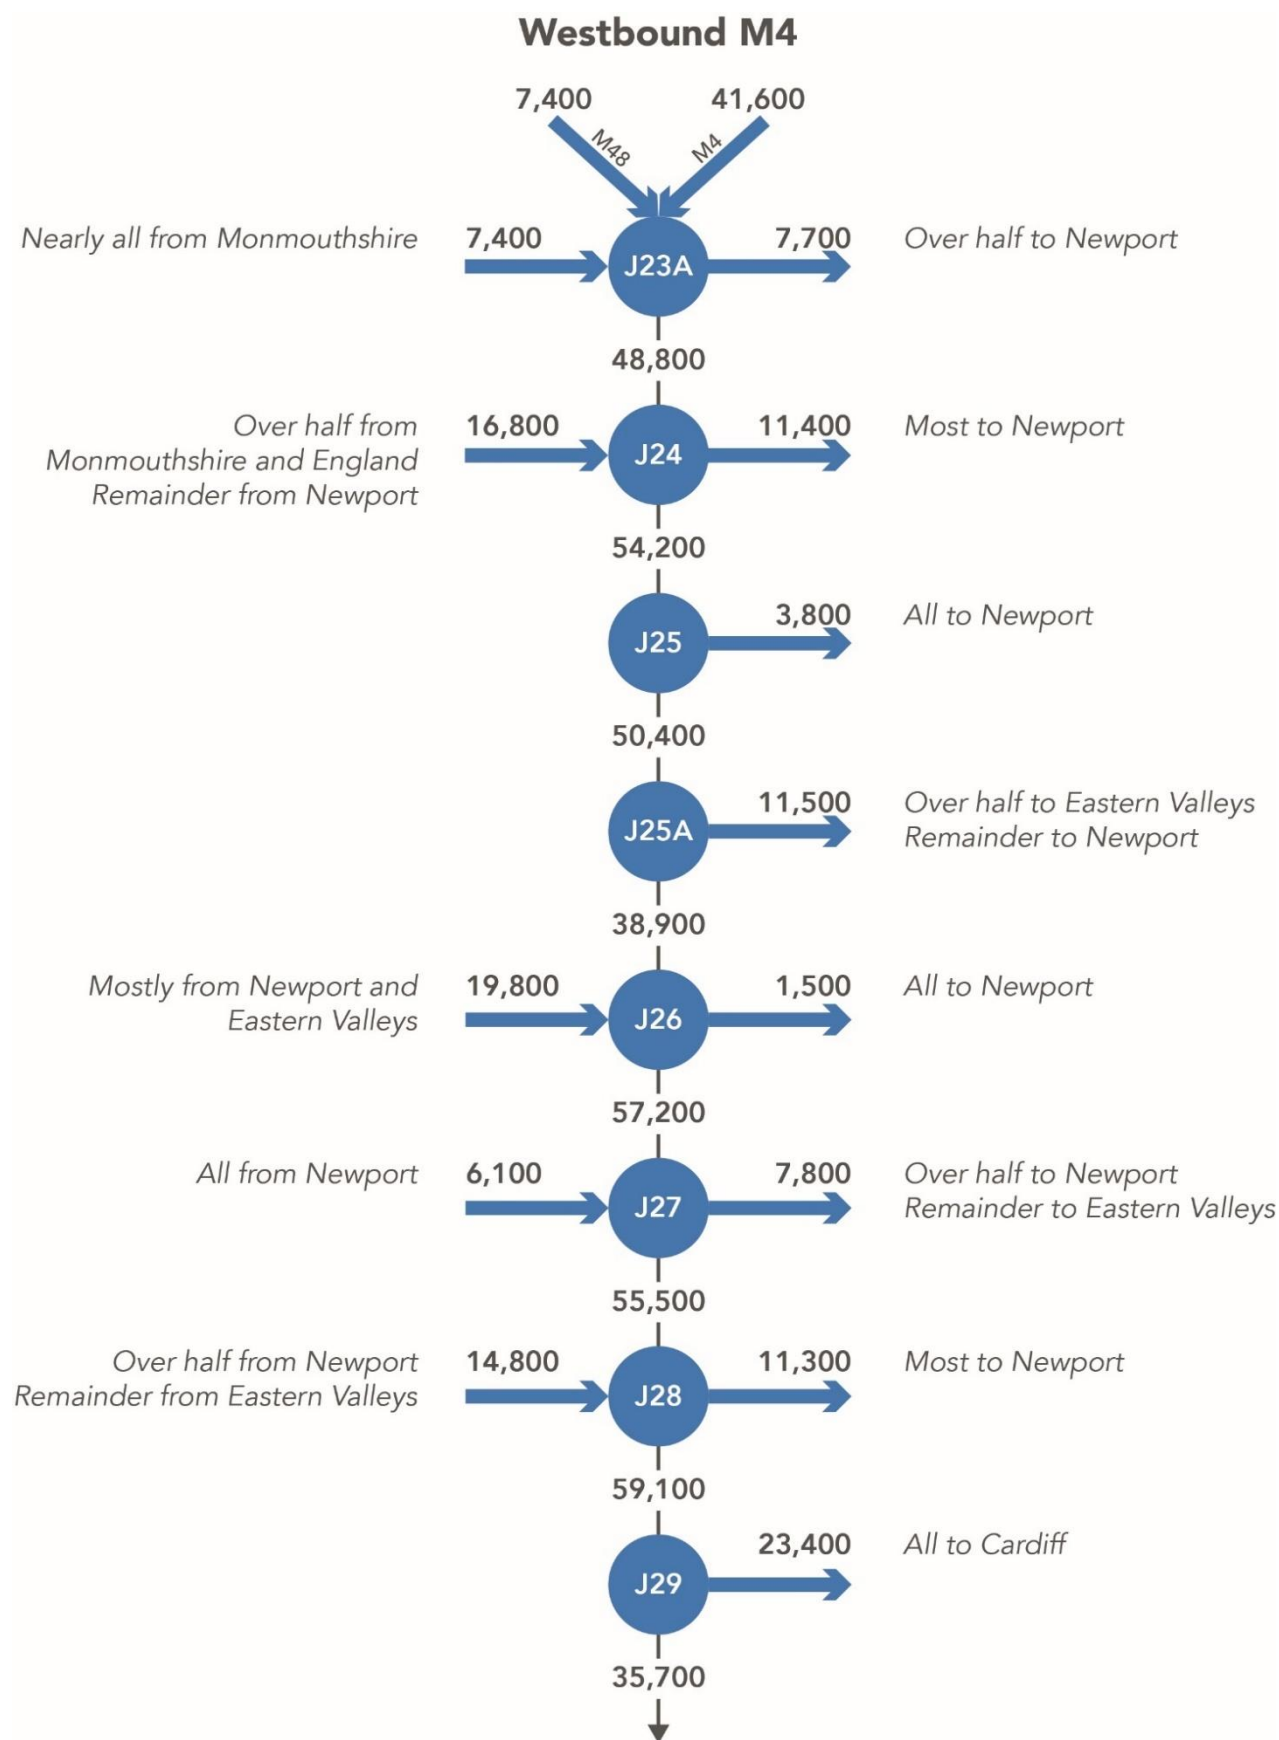 Westbound M4
7,400 41,600
M48 M4
Nearly all from Monmouthshire 7,400 J23A 7,700 Over half to Newport
48,800
Over half from 16,800 J24 11,400 Most to Newport
Monmouthshire and England
Remainder from Newport
54,200
J25 3,800 All to Newport
50,400
J25A 11,500 Over half to Eastern Valleys
Remainder to Newport
38,900
Mostly from Newport and 19,800 J26 1,500 All to Newport
Eastern Valleys
57,200
All from Newport 6,100 J27 7,800 Over half to Newport
Remainder to Eastern Valleys
55,500
Over half from Newport 14,800 J28 11,300 Most to Newport
Remainder from Eastern Valleys
59,100
J29 23,400 All to Cardiff
35,700